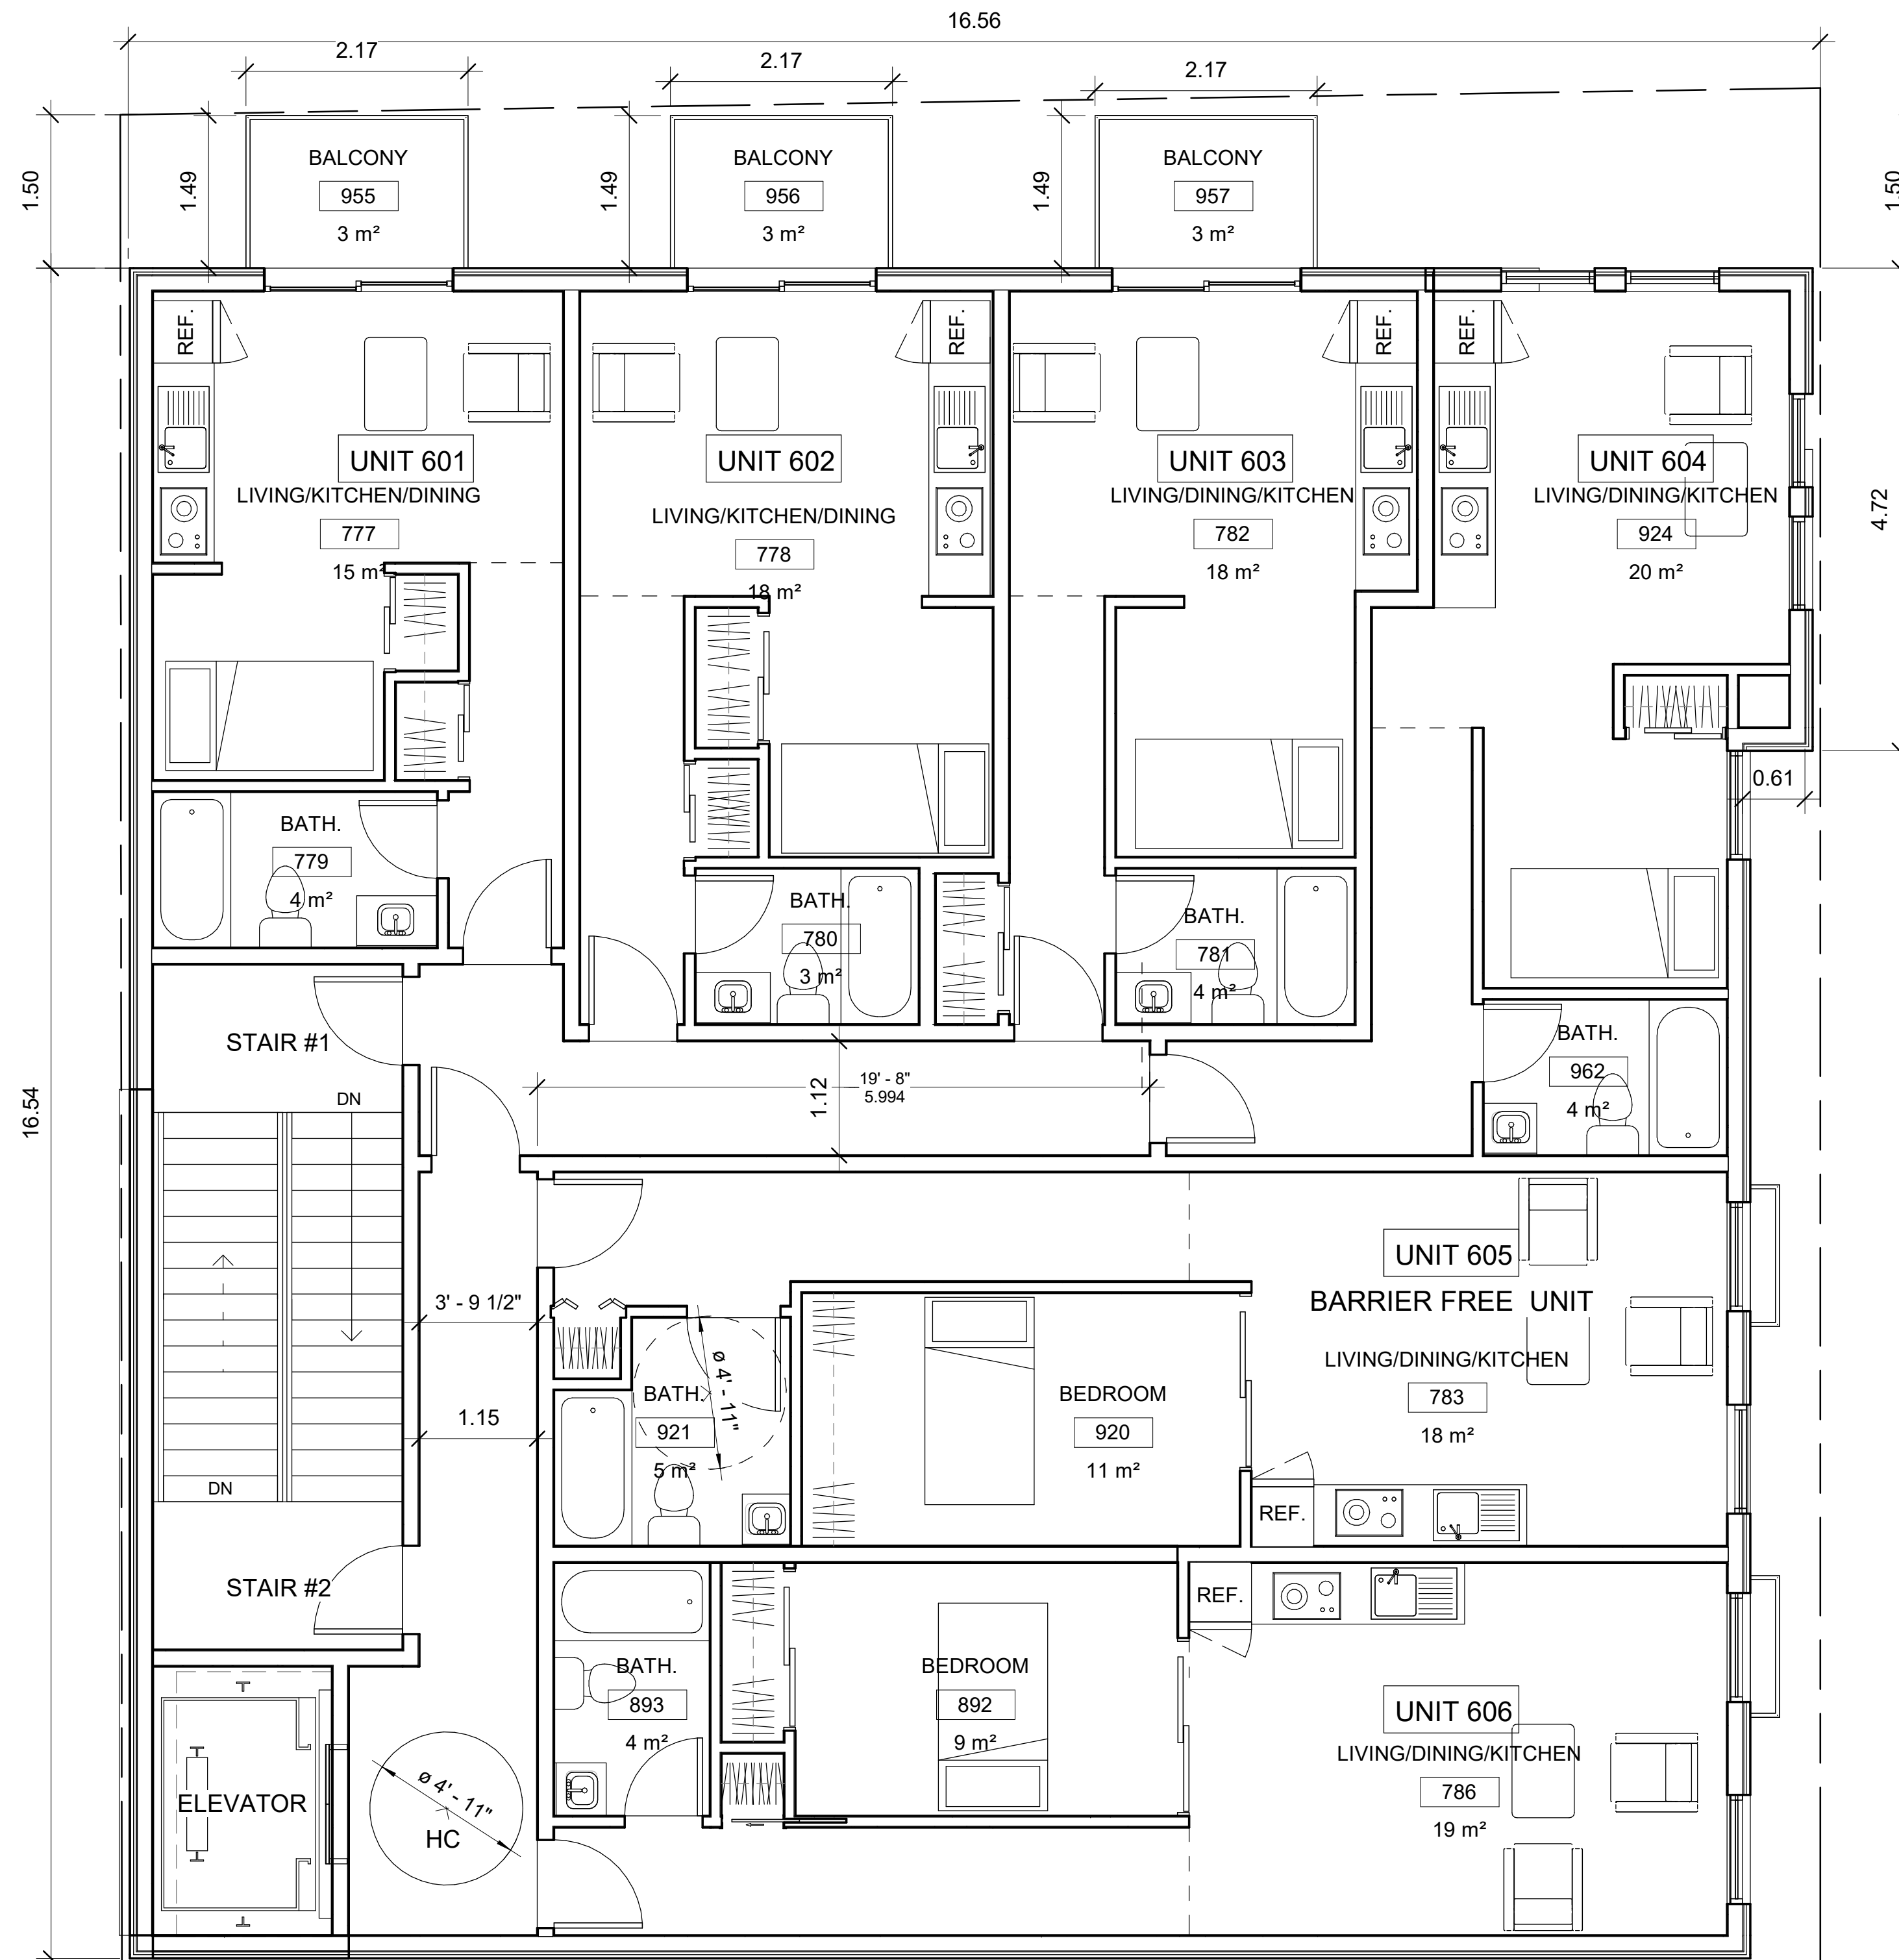 16.56
2.17
2.17
2.17
1.50
1.49
1.49
1.49
1.50
BALCONY
955
3 m²
BALCONY
956
3 m²
BALCONY
957
3 m²
REF.
REF.
REF.
REF.
UNIT 601
LIVING/KITCHEN/DINING
777
15 m²
UNIT 602
LIVING/KITCHEN/DINING
778
18 m²
UNIT 603
LIVING/DINING/KITCHEN
782
18 m²
UNIT 604
LIVING/DINING/KITCHEN
924
20 m²
4.72
0.61
BATH.
779
4 m²
BATH.
780
3 m²
BATH.
781
4 m²
BATH.
962
4 m²
STAIR #1
DN
16.54
1.12
19' - 8"
5.994
3' - 9 1/2"
1.15
DN
STAIR #2
UNIT 605
BARRIER FREE UNIT
LIVING/DINING/KITCHEN
783
18 m²
BATH.
921
5 m²
ø 4' - 11"
BEDROOM
920
11 m²
REF.
REF.
BATH.
893
4 m²
BEDROOM
892
9 m²
UNIT 606
LIVING/DINING/KITCHEN
786
19 m²
ELEVATOR
ø 4' - 11"
HC